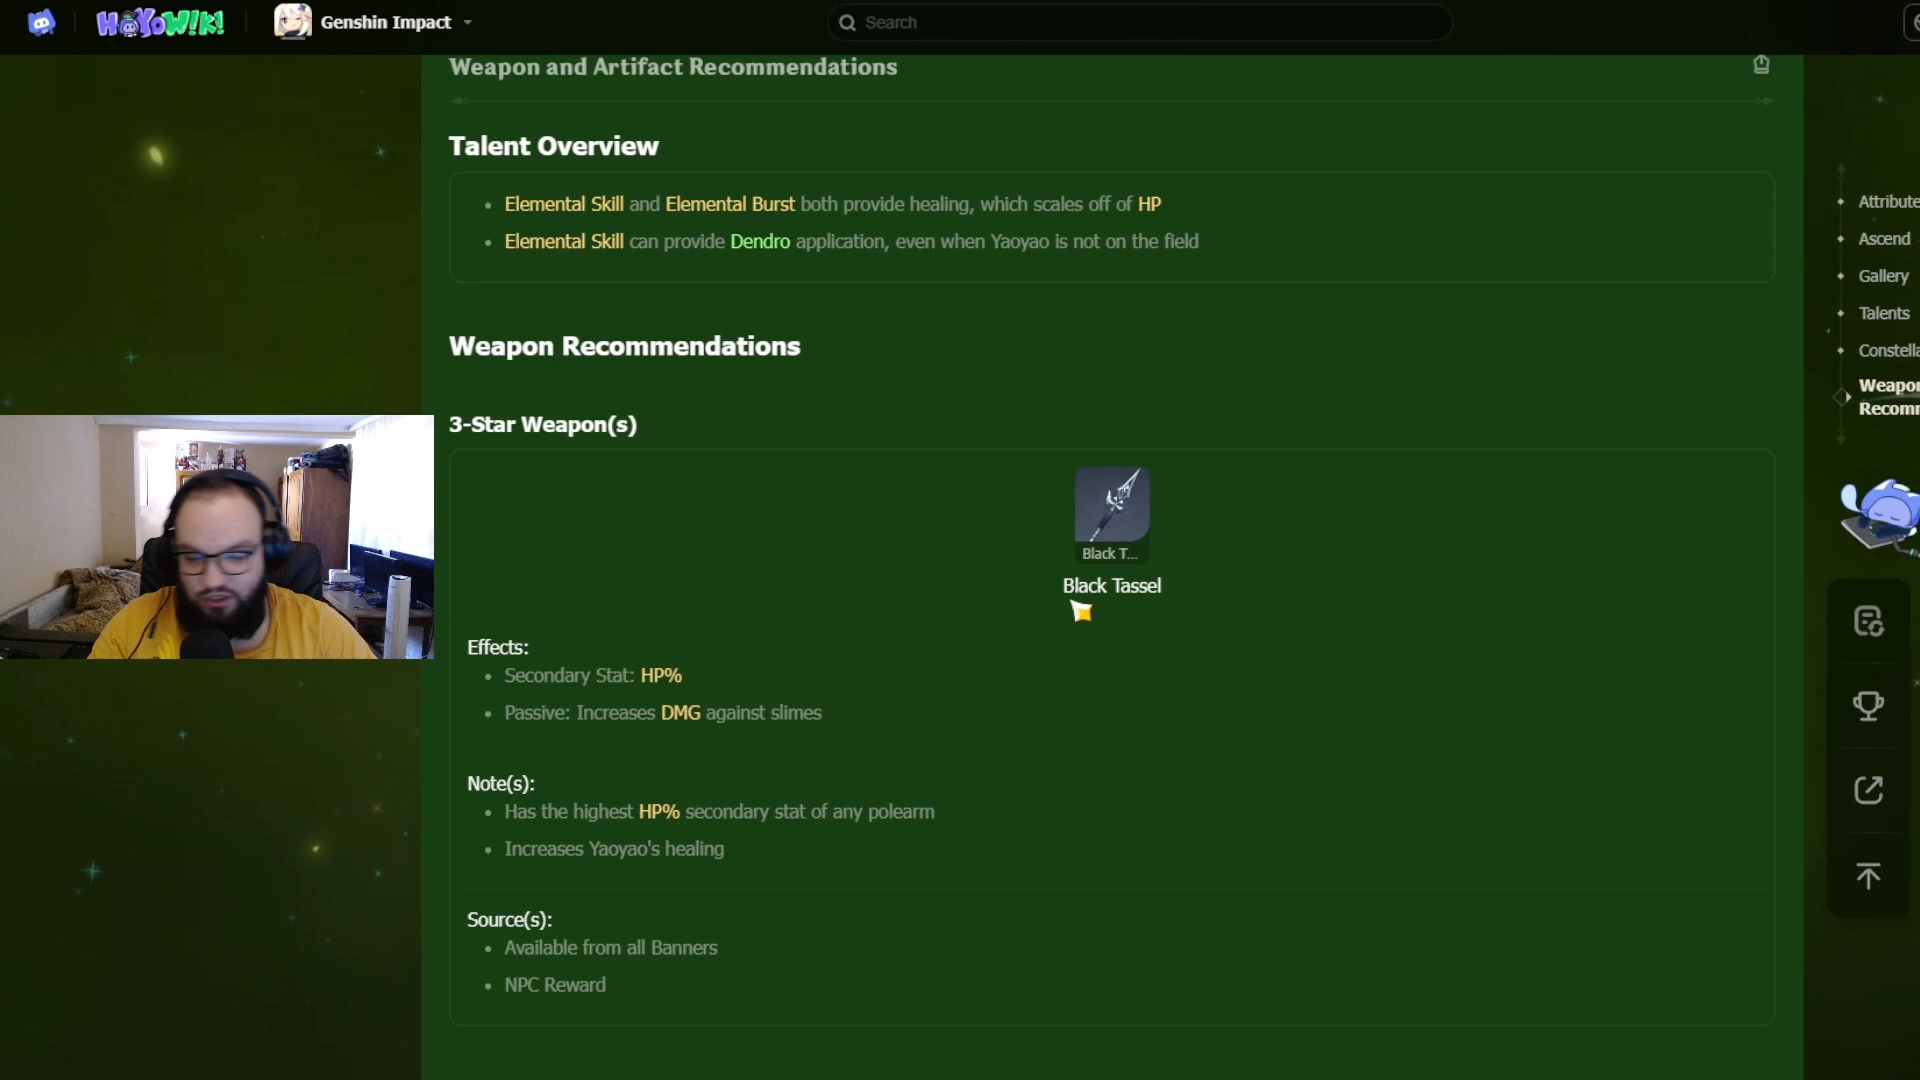 HoYoWiKi
Genshin Impact
Search
Weapon and Artifact Recommendations
Talent Overview
Elemental Skill and Elemental Burst both provide healing, which scales off of HP
Elemental Skill can provide Dendro application, even when Yaoyao is not on the field
Weapon Recommendations
3-Star Weapon(s)
Black T...
Black Tassel
Effects:
Secondary Stat: HP%
Passive: Increases DMG against slimes
Note(s):
Has the highest HP% secondary stat of any polearm
Increases Yaoyao's healing
Source(s):
Available from all Banners
NPC Reward
Attribute
Ascend
Gallery
Talents
Constella
Weapon
Recomm